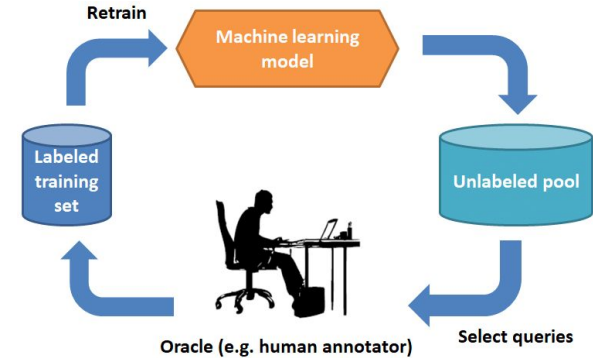 Retrain
Machine learning
model
Labeled
training
set
Unlabeled pool
Select queries
Oracle (e.g. human annotator)